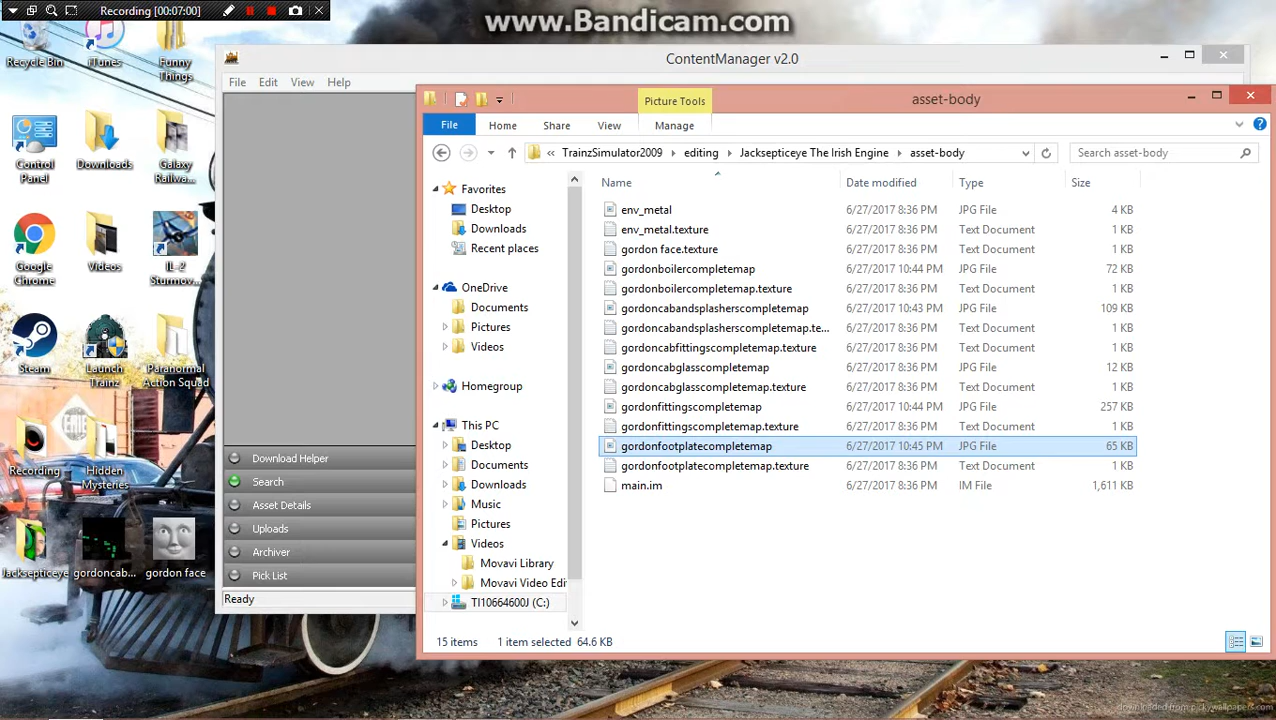 Recording [00:07:00]
www.Bandicam.com
Recycle Bin
iTunes
Funny
Things
Control
Panel
Downloads
Galaxy
Railwa...
Google
Chrome
Videos
IL-2
Sturmov...
Steam
Launch
Trainz
Paranormal
Action Squad
Recording
Hidden
Mysteries
Jacksepticeye
gordoncab...
gordon face
ContentManager v2.0
File Edit View Help
Download Helper
Search
Asset Details
Uploads
Archiver
Pick List
Ready
Picture Tools
asset-body
File Home Share View Manage
« TrainzSimulator2009 editing Jacksepticeye The Irish Engine asset-body
Search asset-body
Favorites
Desktop
Downloads
Recent places
OneDrive
Documents
Pictures
Videos
Homegroup
This PC
Desktop
Documents
Downloads
Music
Pictures
Videos
Movavi Library
Movavi Video Edi
TI10664600J (C:)
Name Date modified Type Size
env_metal 6/27/2017 8:36 PM JPG File 4 KB
env_metal.texture 6/27/2017 8:36 PM Text Document 1 KB
gordon face.texture 6/27/2017 8:36 PM Text Document 1 KB
gordonboilercompletemap 6/27/2017 10:44 PM JPG File 72 KB
gordonboilercompletemap.texture 6/27/2017 8:36 PM Text Document 1 KB
gordoncabandsplasherscompletemap 6/27/2017 10:43 PM JPG File 109 KB
gordoncabandsplasherscompletemap.te... 6/27/2017 8:36 PM Text Document 1 KB
gordoncabfittingscompletemap.texture 6/27/2017 8:36 PM Text Document 1 KB
gordoncabglasscompletemap 6/27/2017 8:36 PM JPG File 12 KB
gordoncabglasscompletemap.texture 6/27/2017 8:36 PM Text Document 1 KB
gordonfittingscompletemap 6/27/2017 10:44 PM JPG File 257 KB
gordonfittingscompletemap.texture 6/27/2017 8:36 PM Text Document 1 KB
gordonfootplatecompletemap 6/27/2017 10:45 PM JPG File 65 KB
gordonfootplatecompletemap.texture 6/27/2017 8:36 PM Text Document 1 KB
main.im 6/27/2017 8:36 PM IM File 1,611 KB
15 items 1 item selected 64.6 KB
downloaded from pickywallpapers.com